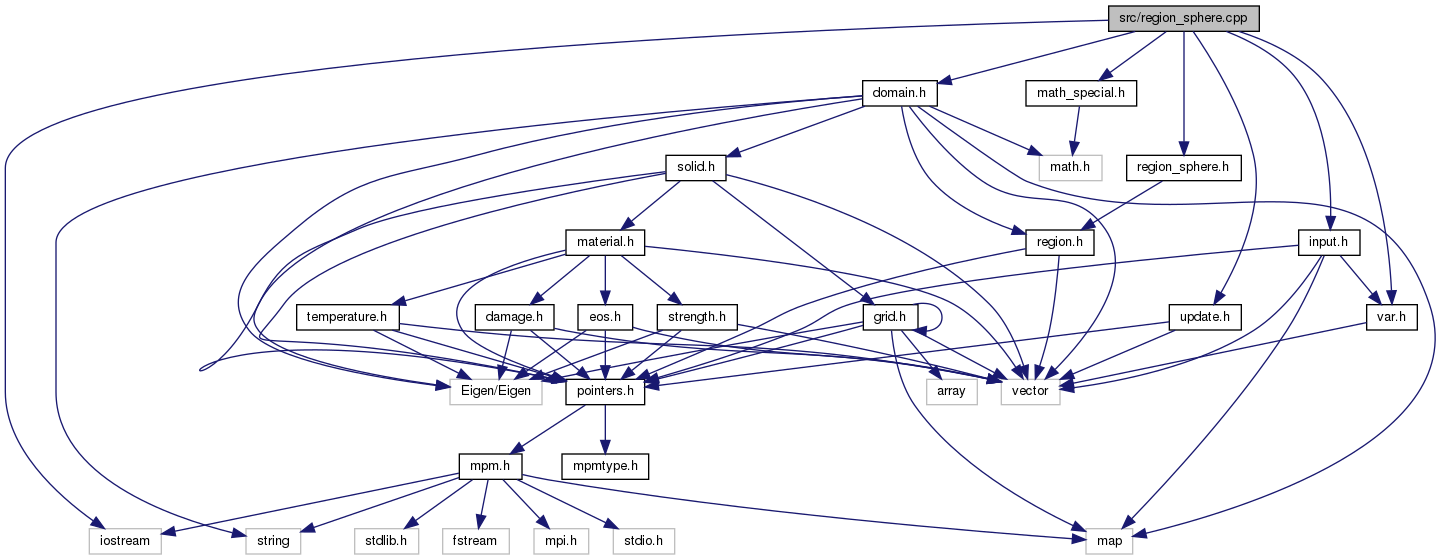 src/region_sphere.cpp
domain.h
math_special.h
solid.h
math.h
region_sphere.h
material.h
region.h
input.h
temperature.h
damage.h
eos.h
strength.h
grid.h
update.h
var.h
Eigen/Eigen
pointers.h
array
vector
mpm.h
mpmtype.h
iostream
string
stdlib.h
fstream
mpi.h
stdio.h
map